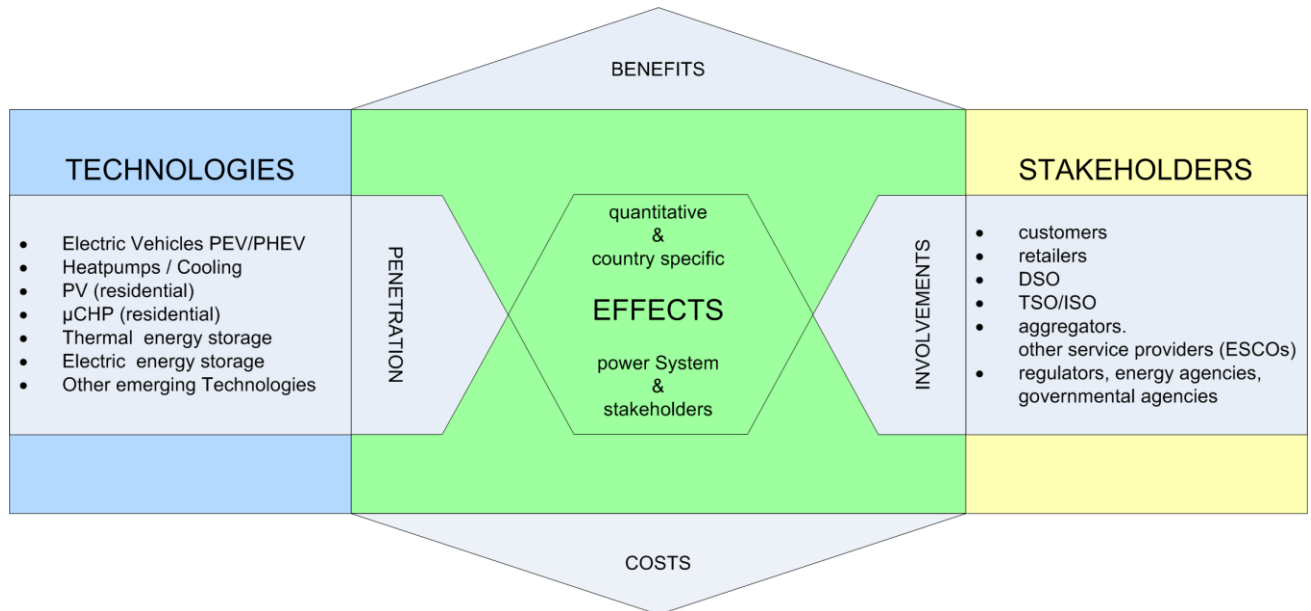 BENEFITS
TECHNOLOGIES
• Electric Vehicles PEV/PHEV
• Heatpumps / Cooling
• PV (residential)
• µCHP (residential)
• Thermal energy storage
• Electric energy storage
• Other emerging Technologies
PENETRATION
quantitative
&
country specific
EFFECTS
power System
&
stakeholders
INVOLVEMENTS
STAKEHOLDERS
• customers
• retailers
• DSO
• TSO/ISO
• aggregators.
other service providers (ESCOs)
• regulators, energy agencies,
governmental agencies
COSTS